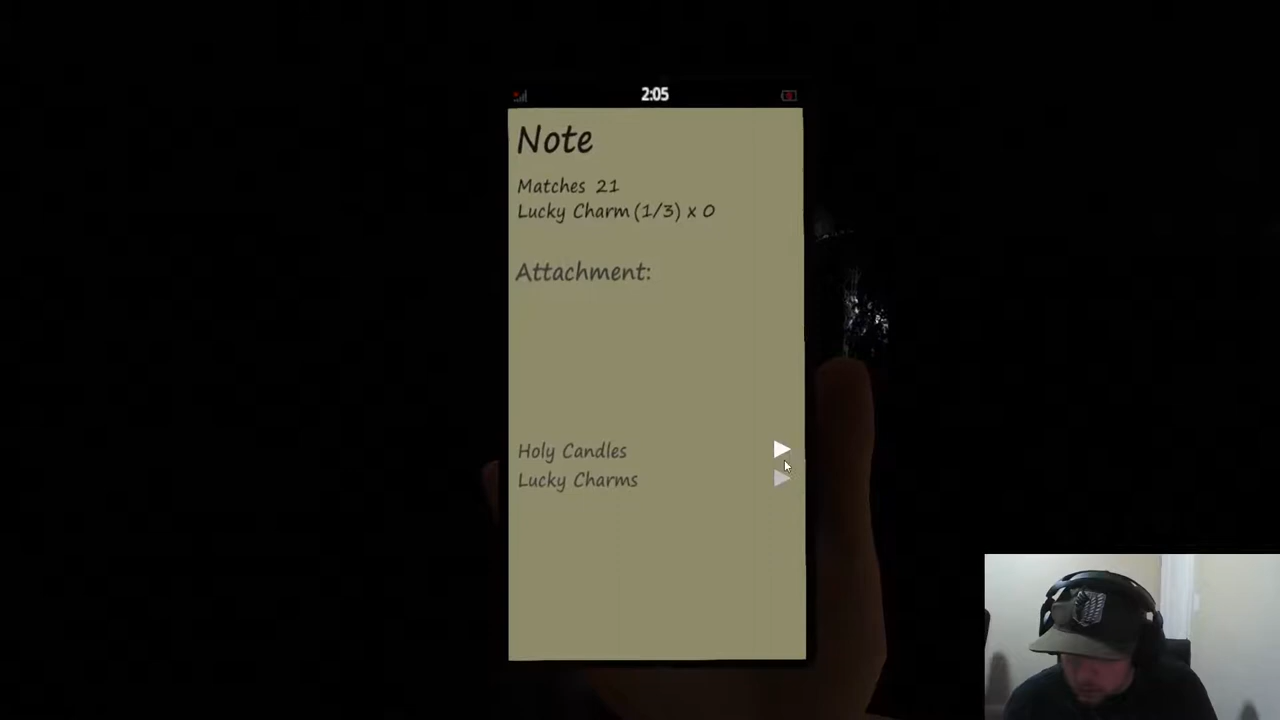 2:05
Note
Matches 21
Lucky Charm (1/3) x 0
Attachment:
Holy Candles
Lucky Charms